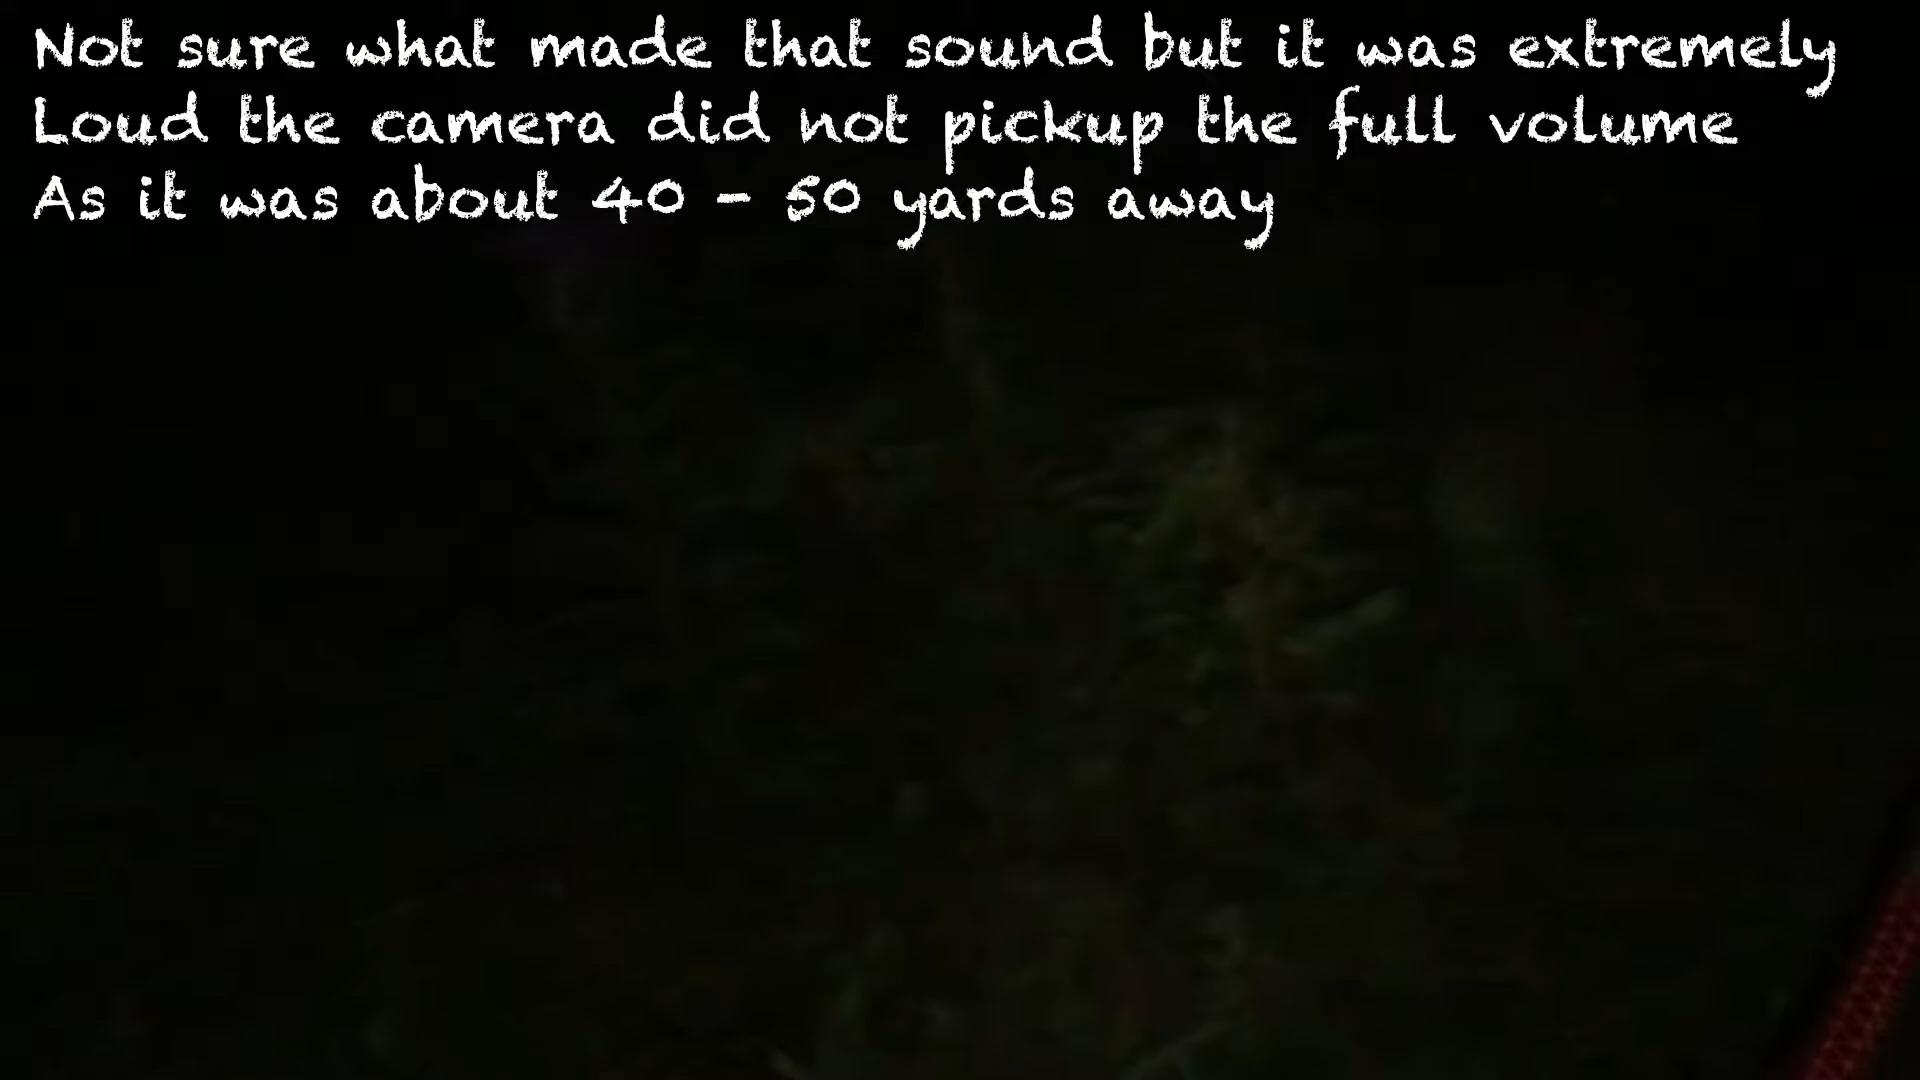 Not sure what made that sound but it was extremely
Loud the camera did not pickup the full volume
As it was about 40 - 50 yards away